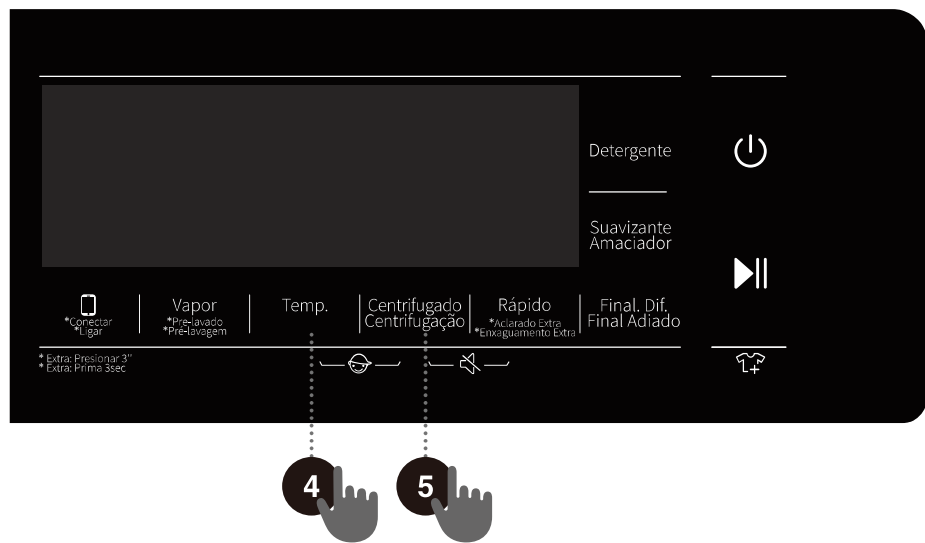 Detergente
Suavizante
Amaciador
*Conectar
*Ligar
Vapor
*Pre-lavado
*Pré-lavagem
Temp.
Centrifugado
Centrifugação
Rápido
*Aclarado Extra
*Enxaguamento Extra
Final. Dif.
Final Adiado
* Extra: Presionar 3"
* Extra: Prima 3sec
4
5